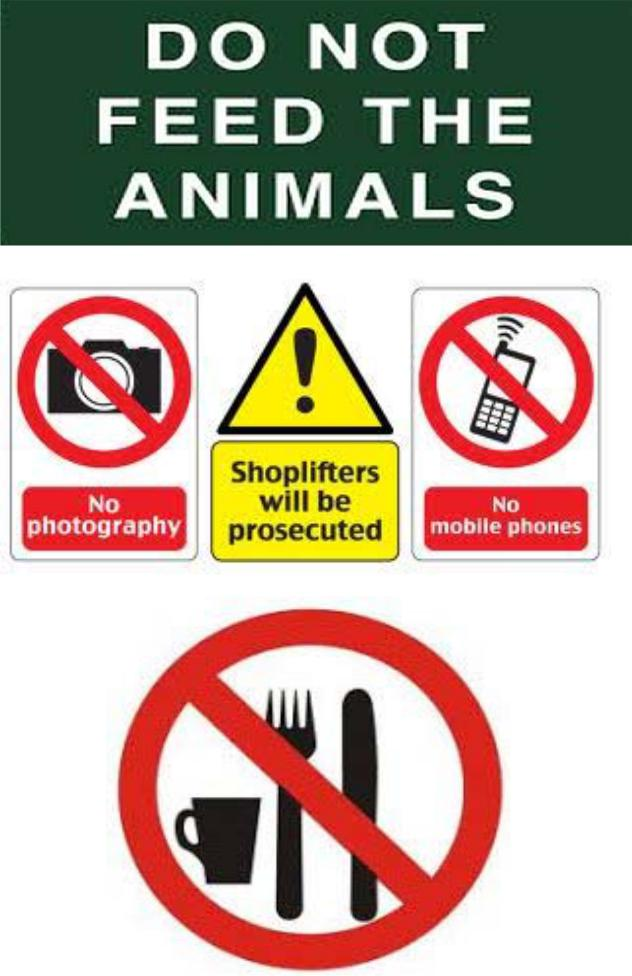 DO NOT
FEED THE
ANIMALS
No
photography
Shoplifters
will be
prosecuted
No
mobile phones